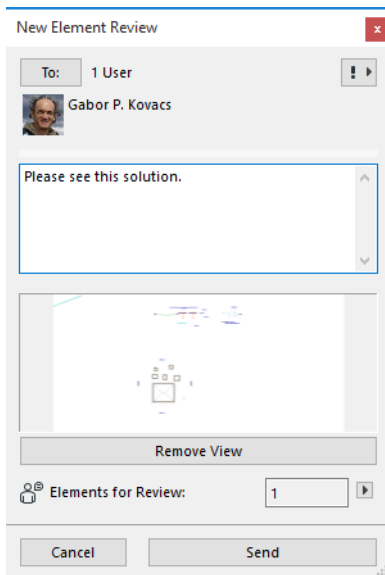 New Element Review
x
To: 1 User
!
Gabor P. Kovacs
Please see this solution.
Remove View
Elements for Review: 1
Cancel Send